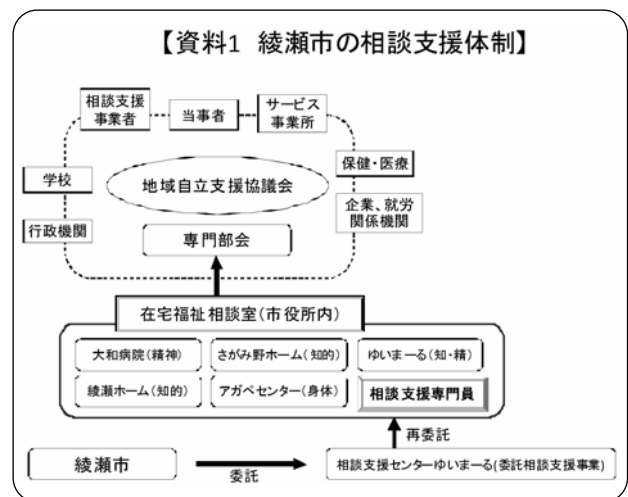 【資料1 綾瀬市の相談支援体制】
相談支援
事業者
当事者
サービス
事業所
学校
地域自立支援協議会
保健・医療
行政機関
専門部会
企業、就労
関係機関
在宅福祉相談室(市役所内)
大和病院(精神)
さがみ野ホーム(知的)
ゆいまーる(知・精)
綾瀬ホーム(知的)
アガペセンター(身体)
相談支援専門員
再委託
綾瀬市
委託
相談支援センターゆいまーる(委託相談支援事業)